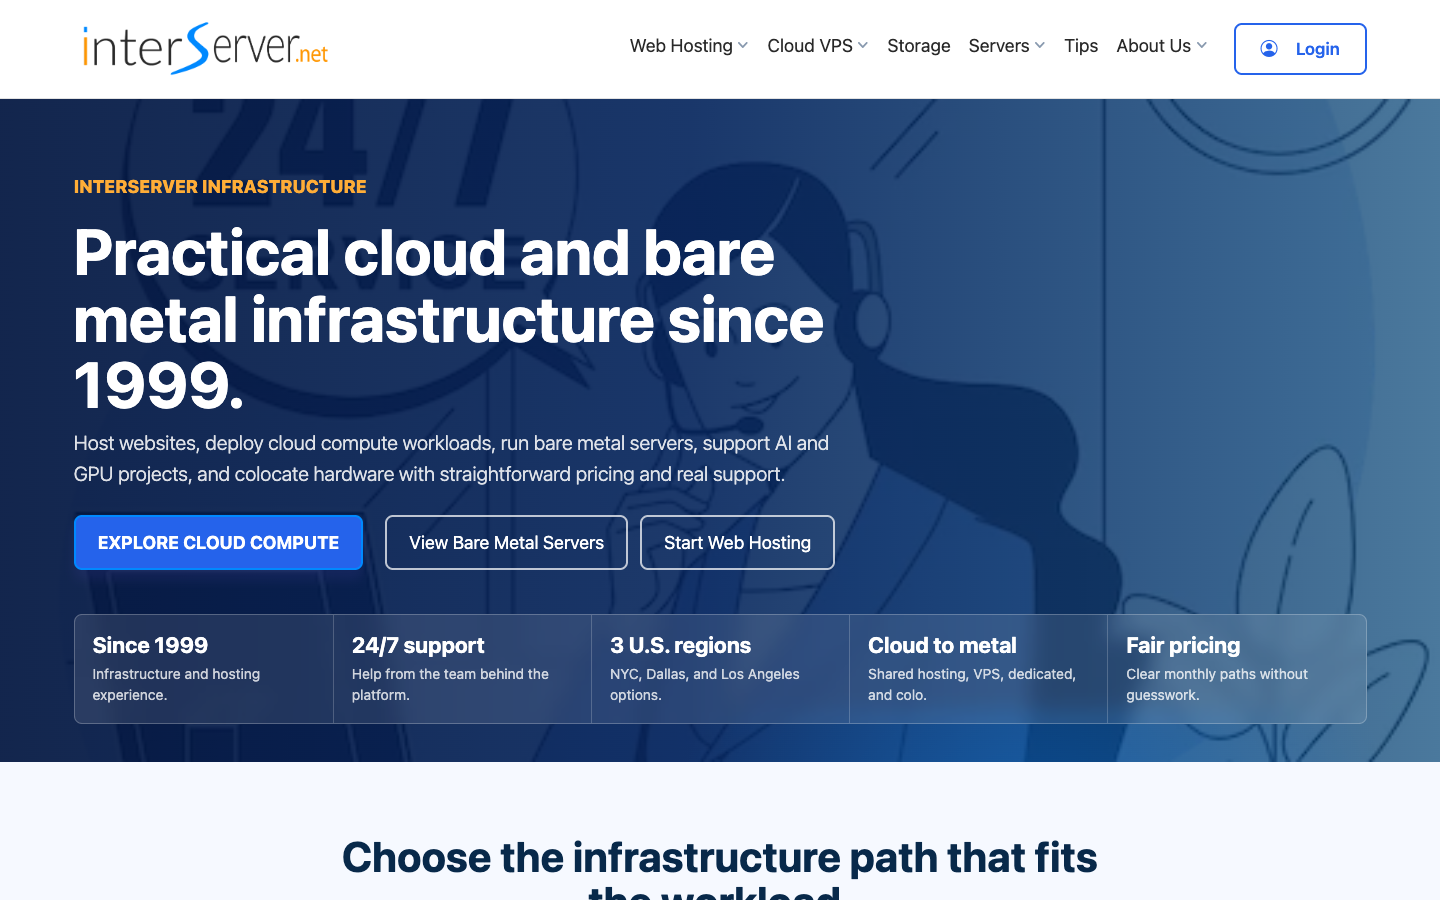 interServer.net
Web Hosting
Cloud VPS
Storage
Servers
Tips
About Us
Login
24/7
SERVICE
INTERSERVER INFRASTRUCTURE
Practical cloud and bare
metal infrastructure since
1999.
Host websites, deploy cloud compute workloads, run bare metal servers, support AI and
GPU projects, and colocate hardware with straightforward pricing and real support.
EXPLORE CLOUD COMPUTE
View Bare Metal Servers
Start Web Hosting
Since 1999
Infrastructure and hosting
experience.
24/7 support
Help from the team behind the
platform.
3 U.S. regions
NYC, Dallas, and Los Angeles
options.
Cloud to metal
Shared hosting, VPS, dedicated,
and colo.
Fair pricing
Clear monthly paths without
guesswork.
Choose the infrastructure path that fits
the workload